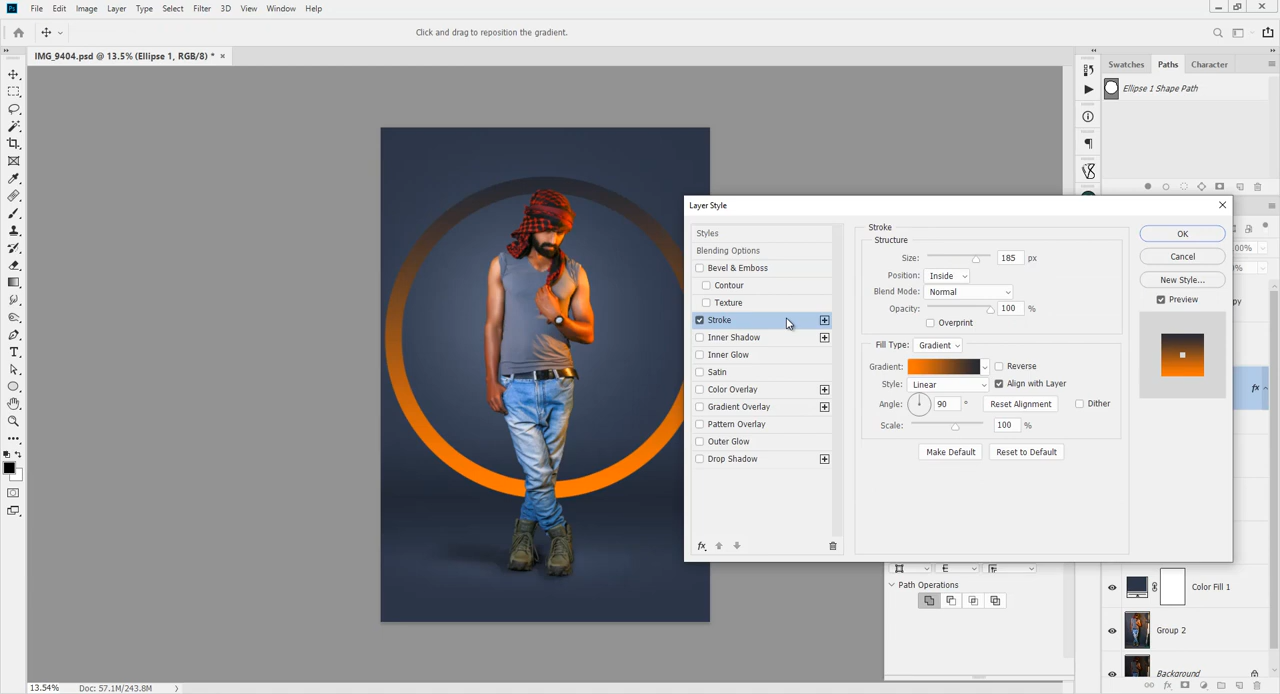 Ps File Edit Image Layer Type Select Filter 3D View Window Help
Click and drag to reposition the gradient.
IMG_9404.psd @ 13.5% (Ellipse 1, RGB/8) * ×
Swatches Paths Character
Ellipse 1 Shape Path
Layer Style
Styles
Blending Options
Bevel & Emboss
Contour
Texture
Stroke
Inner Shadow
Inner Glow
Satin
Color Overlay
Gradient Overlay
Pattern Overlay
Outer Glow
Drop Shadow
fx
Stroke
Structure
Size: 185 px
Position: Inside
Blend Mode: Normal
Opacity: 100 %
Overprint
Fill Type: Gradient
Gradient: Reverse
Style: Linear Align with Layer
Angle: 90 ° Reset Alignment Dither
Scale: 100 %
Make Default Reset to Default
OK
Cancel
New Style...
Preview
fx
Path Operations
Color Fill 1
Group 2
Background
13.54% Doc: 57.1M/243.8M
fx